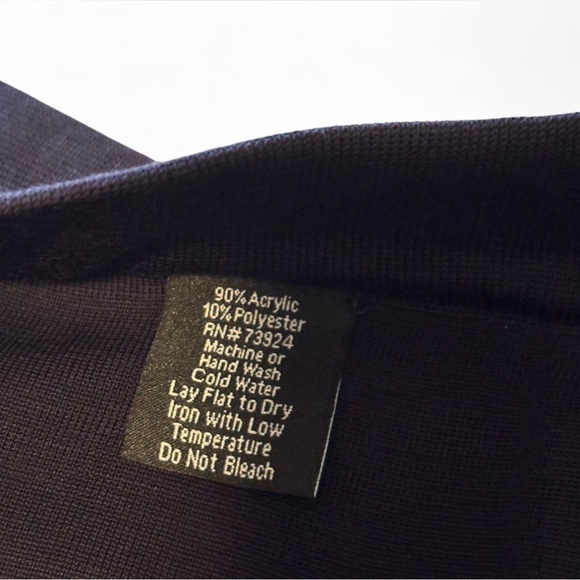 90% Acrylic
10% Polyester
RN# 73924
Machine or
Hand Wash
Cold Water
Lay Flat to Dry
Iron with Low
Temperature
Do Not Bleach